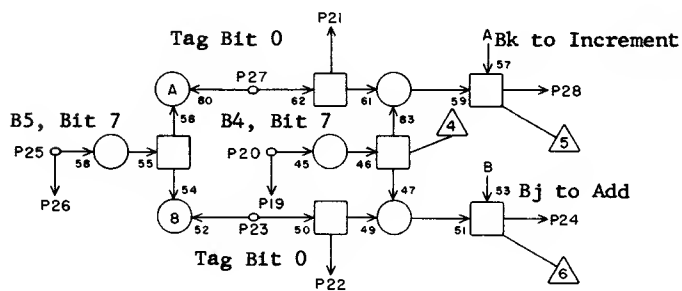 P21
Tag Bit 0
A
Bk to Increment
57
P27
A
80
62
61
59
P28
B5, Bit 7
58
B4, Bit 7
83
4
5
P25
58
55
P20
45
46
P26
54
P19
47
B
53
Bj to Add
B
52
P23
50
49
51
P24
Tag Bit 0
P22
6